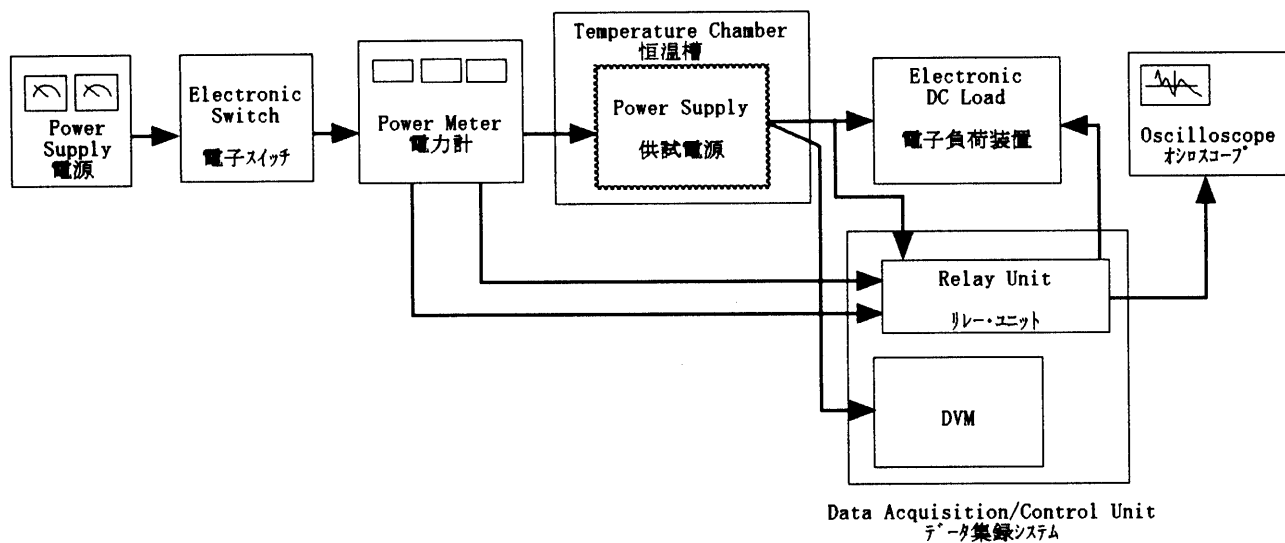 Power
Supply
電源
Electronic
Switch
電子スイッチ
Power Meter
電力計
Temperature Chamber
恒温槽
Power Supply
供試電源
Electronic
DC Load
電子負荷装置
Oscilloscope
オシロスコープ
Relay Unit
リレー・ユニット
DVM
Data Acquisition/Control Unit
データ集録システム